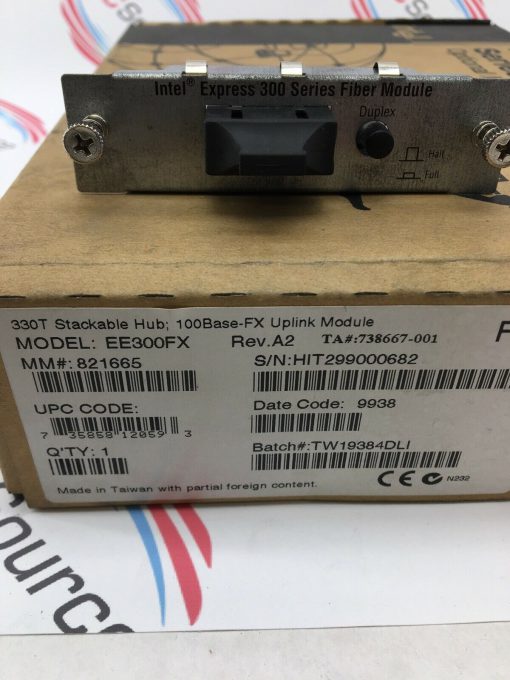 Intel® Express 300 Series Fiber Module
Duplex
Half
Full
330T Stackable Hub; 100Base-FX Uplink Module
MODEL: EE300FX Rev.A2 TA#:738667-001
MM#: 821665 S/N:HIT299000682
UPC CODE: Date Code: 9938
7 35858 12059 3
Q'TY: 1 Batch#:TW19384DLI
Made in Taiwan with partial foreign content. CE N232
source